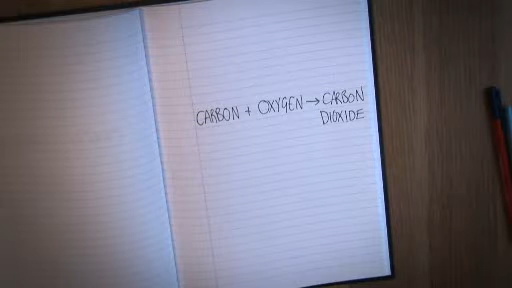 CARBON + OXYGEN → CARBON
DIOXIDE